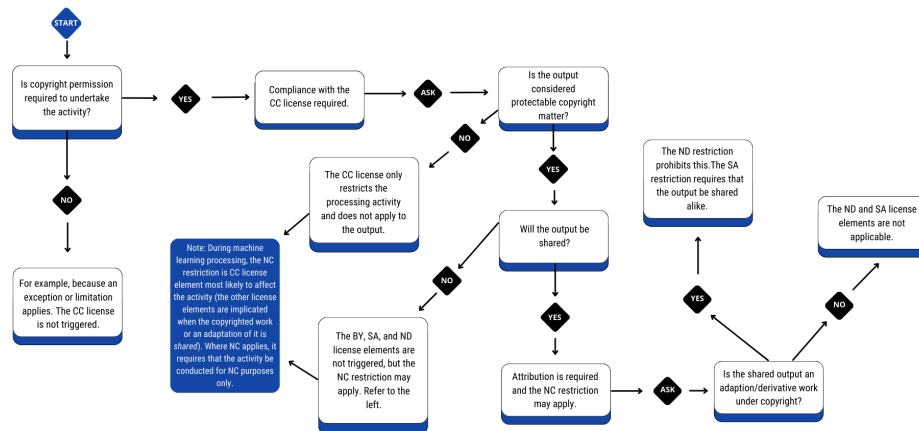 START
Is copyright permission
required to undertake
the activity?
YES
Compliance with the
CC license required.
ASK
Is the output
considered
protectable copyright
matter?
NO
YES
NO
For example, because an
exception or limitation
applies. The CC license
is not triggered.
The CC license only
restricts the
processing activity
and does not apply to
the output.
Note: During machine
learning processing, the NC
restriction is CC license
element most likely to affect
the activity (the other license
elements are implicated
when the copyrighted work
or an adaptation of it is
shared). Where NC applies, it
requires that the activity be
conducted for NC purposes
only.
Will the output be
shared?
NO
YES
The BY, SA, and ND
license elements are
not triggered, but the
NC restriction may
apply. Refer to the
left.
Attribution is required
and the NC restriction
may apply.
ASK
Is the shared output an
adaption/derivative work
under copyright?
YES
NO
The ND restriction
prohibits this.The SA
restriction requires that
the output be shared
alike.
The ND and SA license
elements are not
applicable.